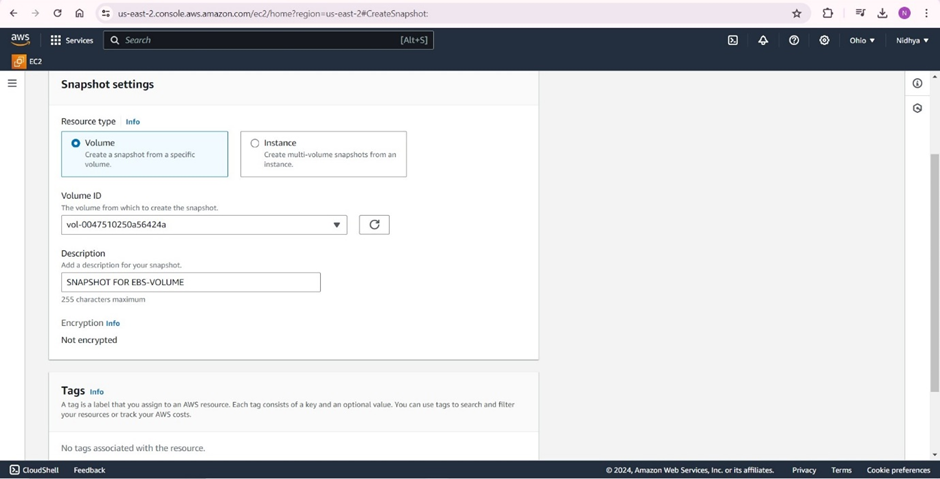 us-east-2.console.aws.amazon.com/ec2/home?region=us-east-2#CreateSnapshot:
N
aws
Services
Search
[Alt+S]
Ohio
Nidhya
EC2
Snapshot settings
Resource type Info
Volume
Create a snapshot from a specific
volume.
Instance
Create multi-volume snapshots from an
instance.
Volume ID
The volume from which to create the snapshot.
vol-0047510250a56424a
Description
Add a description for your snapshot.
SNAPSHOT FOR EBS-VOLUME
255 characters maximum
Encryption Info
Not encrypted
Tags Info
A tag is a label that you assign to an AWS resource. Each tag consists of a key and an optional value. You can use tags to search and filter
your resources or track your AWS costs.
No tags associated with the resource.
CloudShell Feedback © 2024, Amazon Web Services, Inc. or its affiliates. Privacy Terms Cookie preferences